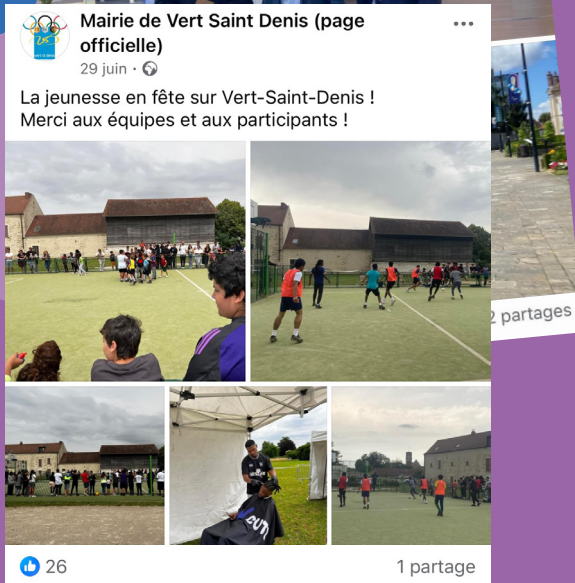 Mairie de Vert Saint Denis (page
officielle)
29 juin
La jeunesse en fête sur Vert-Saint-Denis !
Merci aux équipes et aux participants !
26
1 partage
2 partages